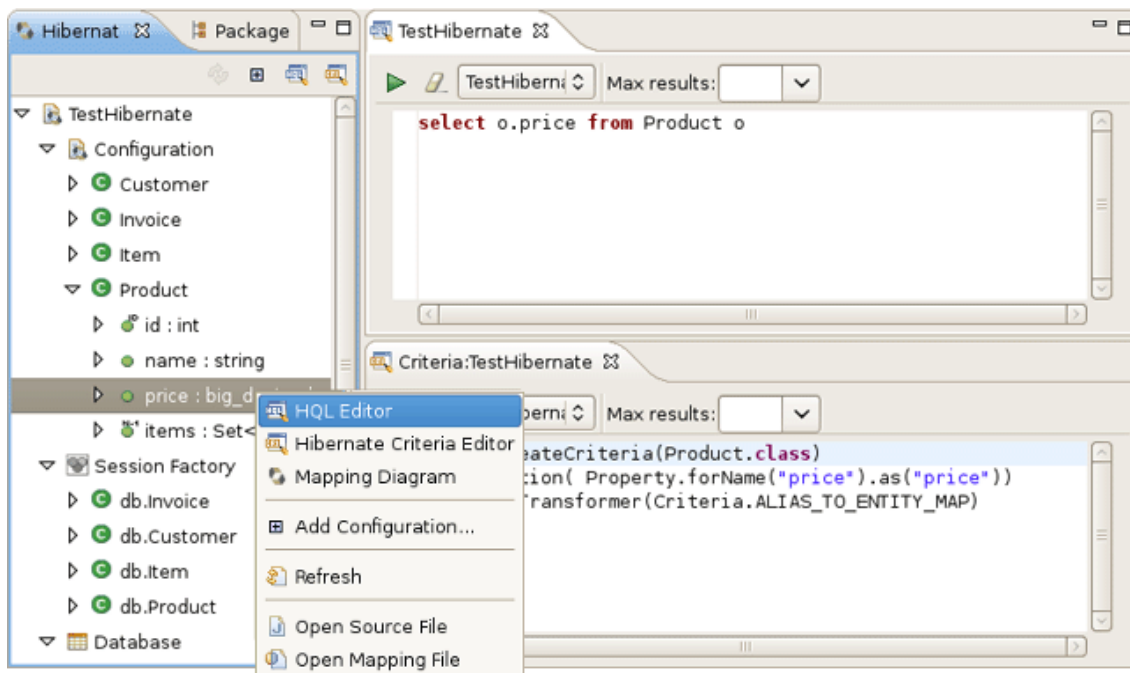 Hibernat
Package
TestHibernate
Configuration
Customer
Invoice
Item
Product
id : int
name : string
price : big_d
items : Set<
Session Factory
db.Invoice
db.Customer
db.Item
db.Product
Database
HQL Editor
Hibernate Criteria Editor
Mapping Diagram
Add Configuration...
Refresh
Open Source File
Open Mapping File
TestHibernate
TestHiberna Max results:
select o.price from Product o
Criteria:TestHibernate
berna Max results:
eateCriteria(Product.class)
tion( Property.forName("price").as("price"))
ransformer(Criteria.ALIAS_TO_ENTITY_MAP)